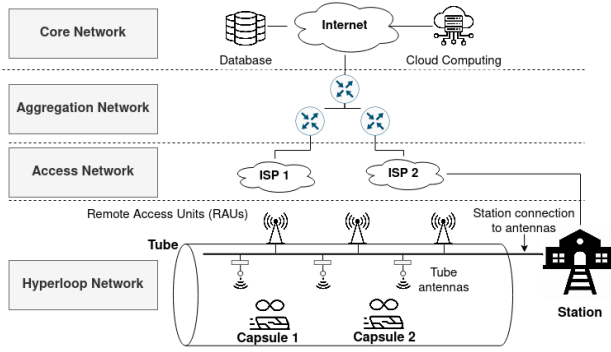 Core Network
Internet
Database
Cloud Computing
Aggregation Network
Access Network
ISP 1
ISP 2
Remote Access Units (RAUs)
Station connection
to antennas
Tube
Hyperloop Network
Tube
antennas
Station
Capsule 1
Capsule 2